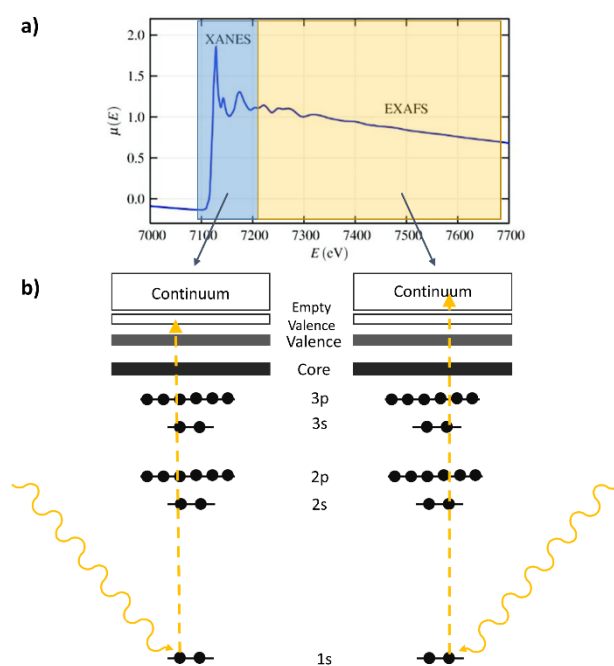 a)
XANES
EXAFS
μ(E)
2.0
1.5
1.0
0.5
0.0
7000 7100 7200 7300 7400 7500 7600 7700
E (eV)
b)
Continuum
Continuum
Empty
Valence
Valence
Core
3p
3s
2p
2s
1s